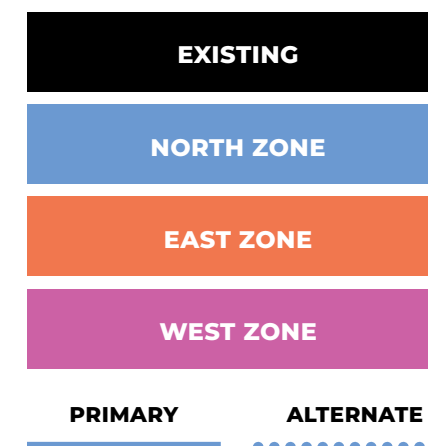 EXISTING
NORTH ZONE
EAST ZONE
WEST ZONE
PRIMARY ALTERNATE